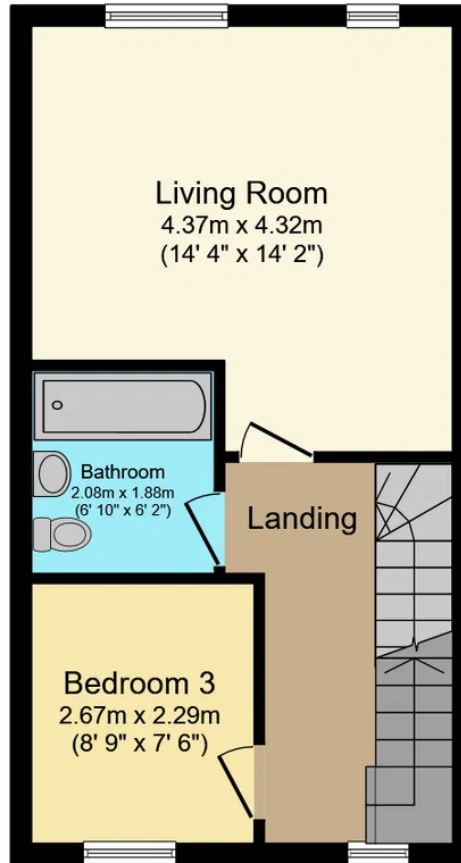 Living Room
4.37m x 4.32m
(14' 4" x 14' 2")
Bathroom
2.08m x 1.88m
(6' 10" x 6' 2")
Landing
Bedroom 3
2.67m x 2.29m
(8' 9" x 7' 6")